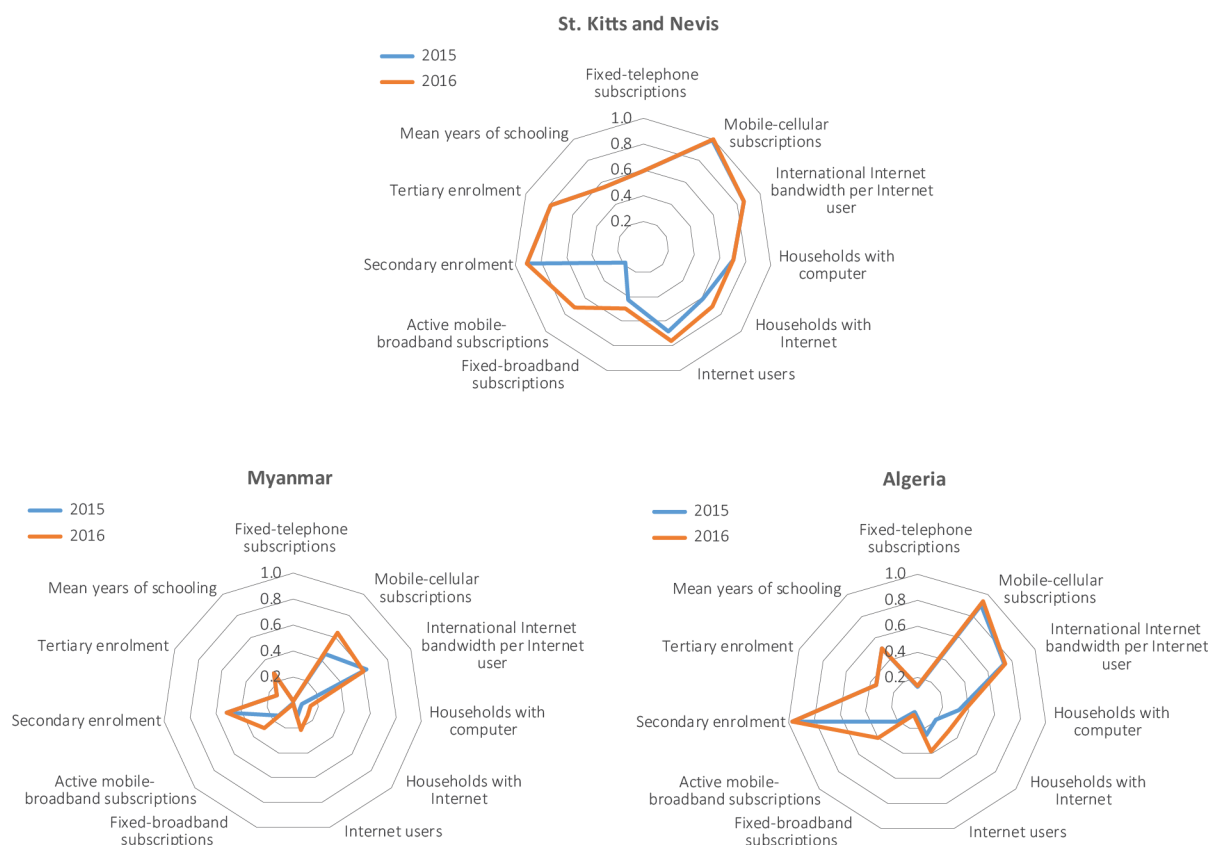 St. Kitts and Nevis
2015
2016
Fixed-telephone
subscriptions
Mobile-cellular
subscriptions
International Internet
bandwidth per Internet
user
Households with
computer
Households with
Internet
Internet users
Fixed-broadband
subscriptions
Active mobile-
broadband subscriptions
Secondary enrolment
Tertiary enrolment
Mean years of schooling
1.0
0.8
0.6
0.4
0.2
Myanmar
2015
2016
Fixed-telephone
subscriptions
Mobile-cellular
subscriptions
International Internet
bandwidth per Internet
user
Households with
computer
Households with
Internet
Internet users
Fixed-broadband
subscriptions
Active mobile-
broadband subscriptions
Secondary enrolment
Tertiary enrolment
Mean years of schooling
1.0
0.8
0.6
0.4
0.2
Algeria
2015
2016
Fixed-telephone
subscriptions
Mobile-cellular
subscriptions
International Internet
bandwidth per Internet
user
Households with
computer
Households with
Internet
Internet users
Fixed-broadband
subscriptions
Active mobile-
broadband subscriptions
Secondary enrolment
Tertiary enrolment
Mean years of schooling
1.0
0.8
0.6
0.4
0.2